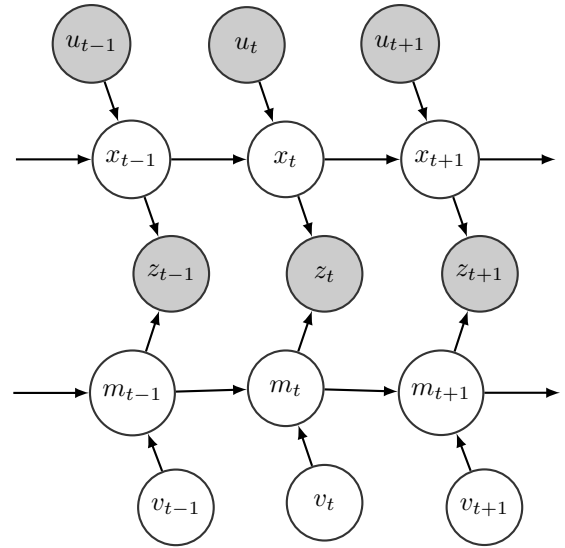 u_{t−1} u_t u_{t+1}
x_{t−1} x_t x_{t+1}
z_{t−1} z_t z_{t+1}
m_{t−1} m_t m_{t+1}
v_{t−1} v_t v_{t+1}